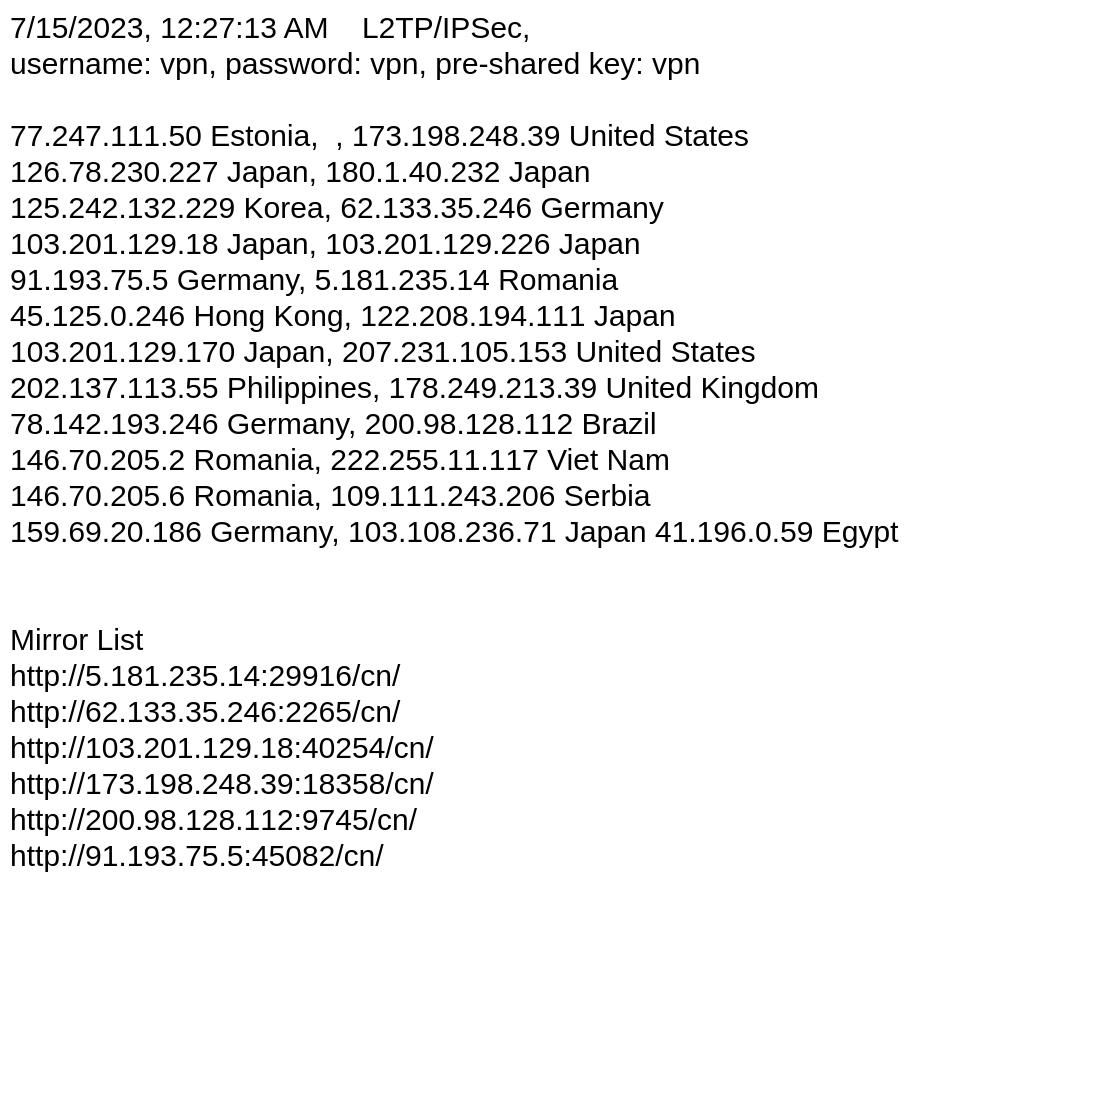 7/15/2023, 12:27:13 AM    L2TP/IPSec,
username: vpn, password: vpn, pre-shared key: vpn
77.247.111.50 Estonia,  , 173.198.248.39 United States
126.78.230.227 Japan, 180.1.40.232 Japan
125.242.132.229 Korea, 62.133.35.246 Germany
103.201.129.18 Japan, 103.201.129.226 Japan
91.193.75.5 Germany, 5.181.235.14 Romania
45.125.0.246 Hong Kong, 122.208.194.111 Japan
103.201.129.170 Japan, 207.231.105.153 United States
202.137.113.55 Philippines, 178.249.213.39 United Kingdom
78.142.193.246 Germany, 200.98.128.112 Brazil
146.70.205.2 Romania, 222.255.11.117 Viet Nam
146.70.205.6 Romania, 109.111.243.206 Serbia
159.69.20.186 Germany, 103.108.236.71 Japan 41.196.0.59 Egypt
Mirror List
http://5.181.235.14:29916/cn/
http://62.133.35.246:2265/cn/
http://103.201.129.18:40254/cn/
http://173.198.248.39:18358/cn/
http://200.98.128.112:9745/cn/
http://91.193.75.5:45082/cn/